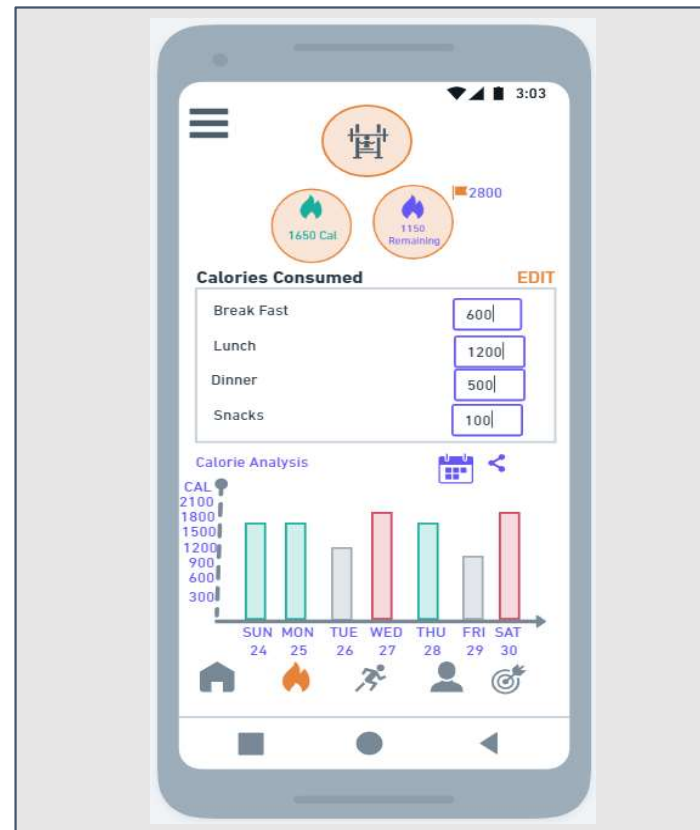 3:03
2800
1650 Cal
1150
Remaining
Calories Consumed EDIT
Break Fast 600
Lunch 1200
Dinner 500
Snacks 100
Calorie Analysis
CAL
2100
1800
1500
1200
900
600
300
SUN MON TUE WED THU FRI SAT
24 25 26 27 28 29 30